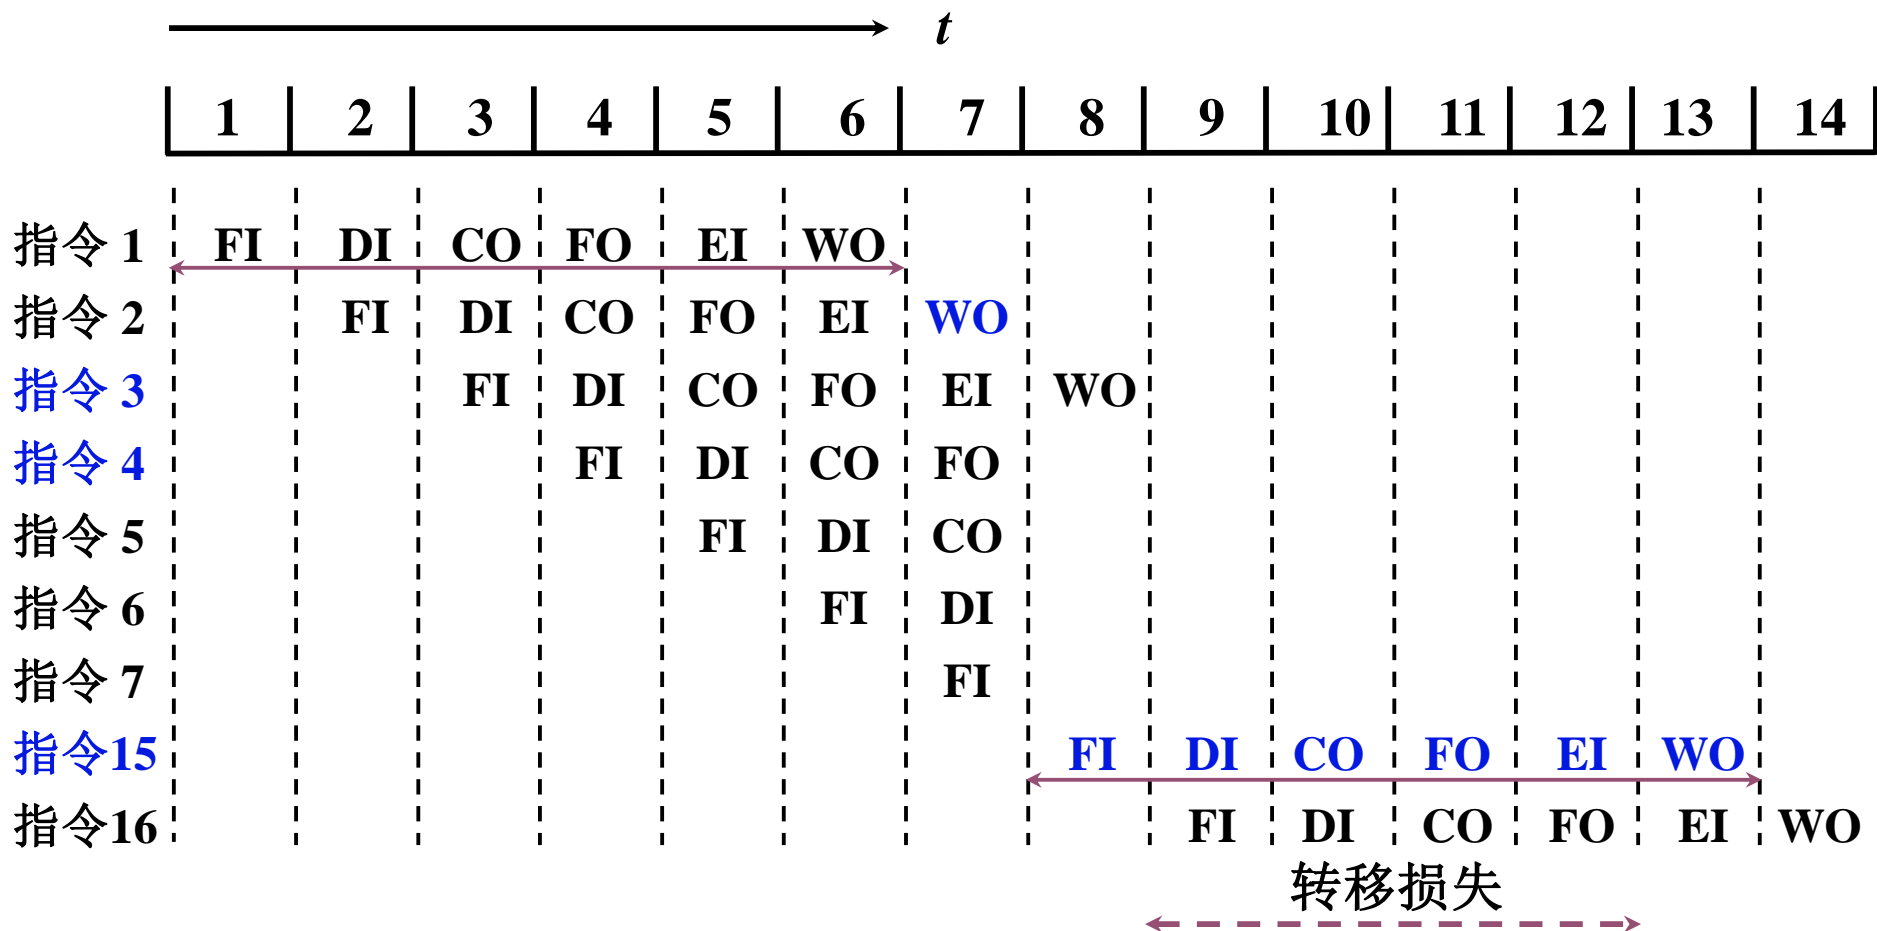 t
1 2 3 4 5 6 7 8 9 10 11 12 13 14
指令 1 FI DI CO FO EI WO
指令 2 FI DI CO FO EI WO
指令 3 FI DI CO FO EI WO
指令 4 FI DI CO FO
指令 5 FI DI CO
指令 6 FI DI
指令 7 FI
指令15 FI DI CO FO EI WO
指令16 FI DI CO FO EI WO
转移损失